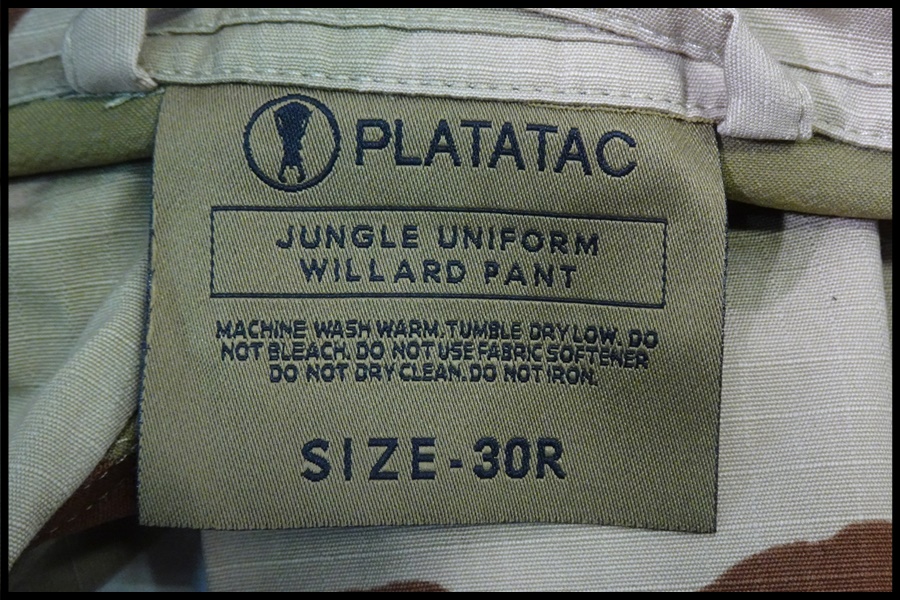 PLATATAC
JUNGLE UNIFORM
WILLARD PANT
MACHINE WASH WARM.TUMBLE DRY LOW. DO
NOT BLEACH. DO NOT USE FABRIC SOFTENER
DO NOT DRY CLEAN. DO NOT IRON.
SIZE-30R